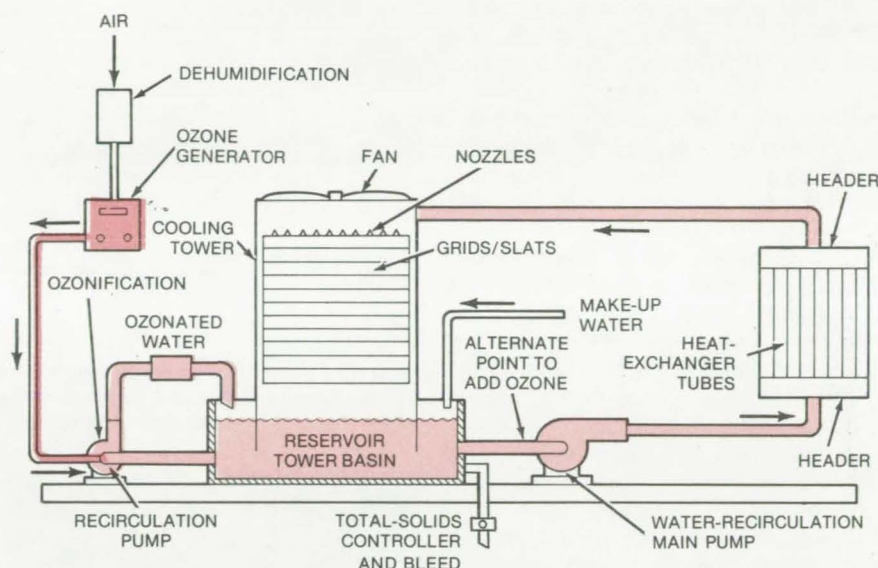 AIR
DEHUMIDIFICATION
OZONE
GENERATOR
FAN
NOZZLES
HEADER
COOLING
TOWER
GRIDS/SLATS
OZONIFICATION
MAKE-UP
WATER
OZONATED
WATER
ALTERNATE
POINT TO
ADD OZONE
HEAT-
EXCHANGER
TUBES
RESERVOIR
TOWER BASIN
HEADER
RECIRCULATION
PUMP
TOTAL-SOLIDS
CONTROLLER
AND BLEED
WATER-RECIRCULATION
MAIN PUMP